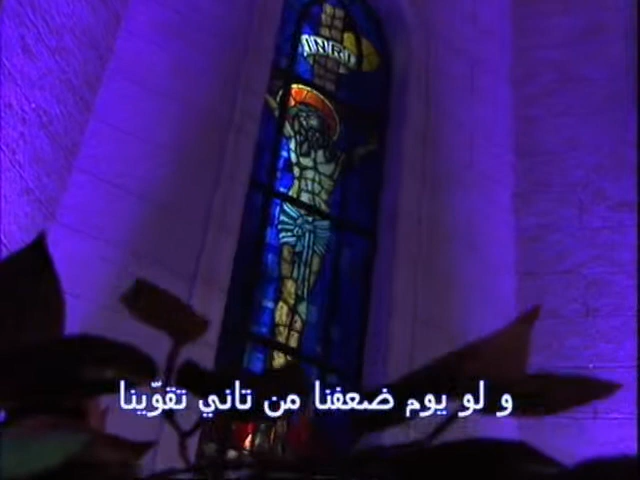 INRI
و لو يوم ضعفنا من تاني تقوّينا